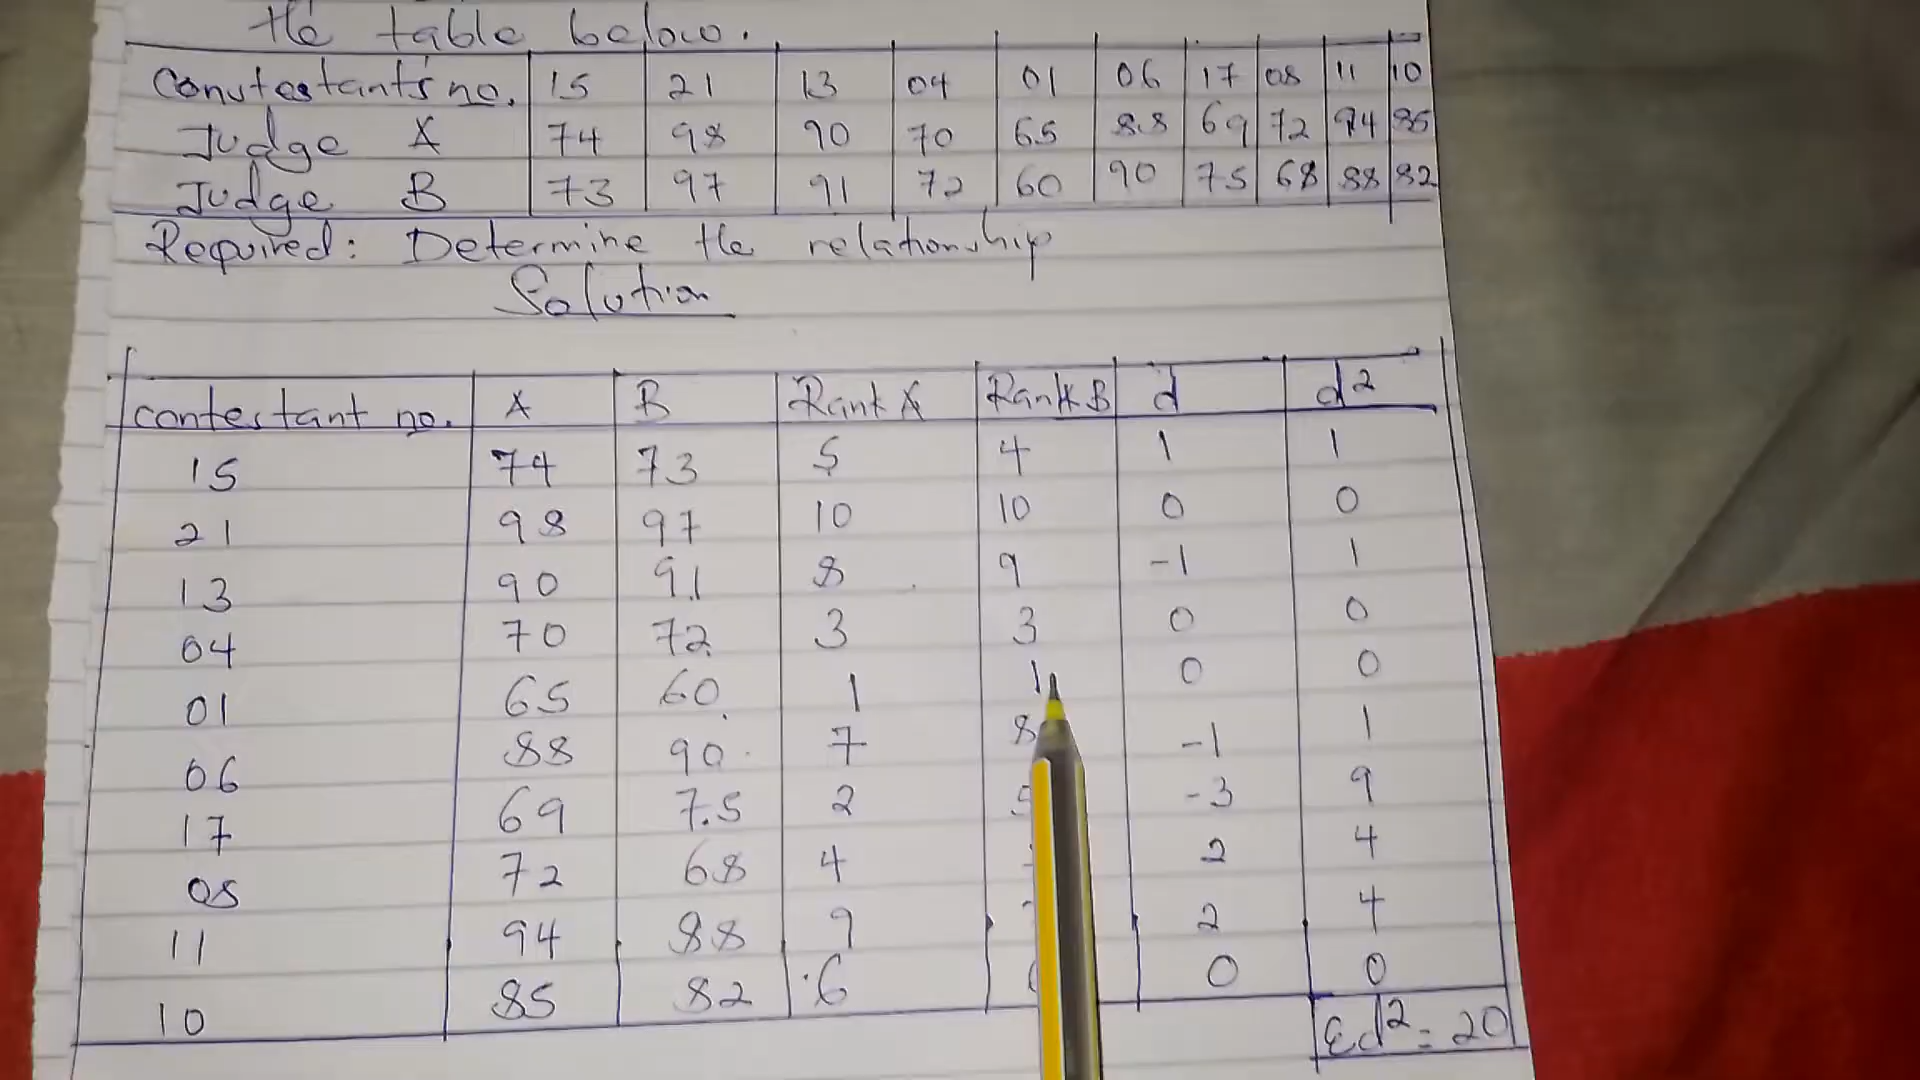 the table below.
Conutestants no. 15 21 13 04 01 06 17 08 11 10
Judge A 74 98 90 70 65 88 69 72 94 85
Judge B 73 97 91 72 60 90 75 68 88 82
Required: Determine the relationship
Solution
contestant no. A B Rank A Rank B d d²
15 74 73 5 4 1 1
21 98 97 10 10 0 0
13 90 91 8 9 -1 1
04 70 72 3 3 0 0
01 65 60 1 1 0 0
06 88 90 7 8 -1 1
17 69 75 2 5 -3 9
08 72 68 4 2 4
11 94 88 9 2 4
10 85 82 6 0 0
Ed² = 20